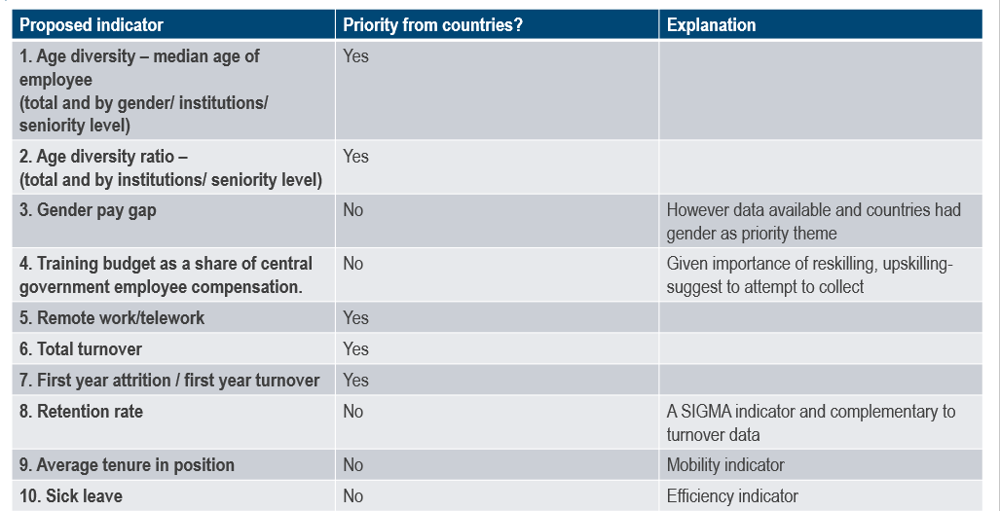 Proposed indicator Priority from countries? Explanation
1. Age diversity – median age of Yes
employee
(total and by gender/ institutions/
seniority level)
2. Age diversity ratio – Yes
(total and by institutions/ seniority level)
3. Gender pay gap No However data available and countries had
gender as priority theme
4. Training budget as a share of central No Given importance of reskilling, upskilling-
government employee compensation. suggest to attempt to collect
5. Remote work/telework Yes
6. Total turnover Yes
7. First year attrition / first year turnover Yes
8. Retention rate No A SIGMA indicator and complementary to
turnover data
9. Average tenure in position No Mobility indicator
10. Sick leave No Efficiency indicator